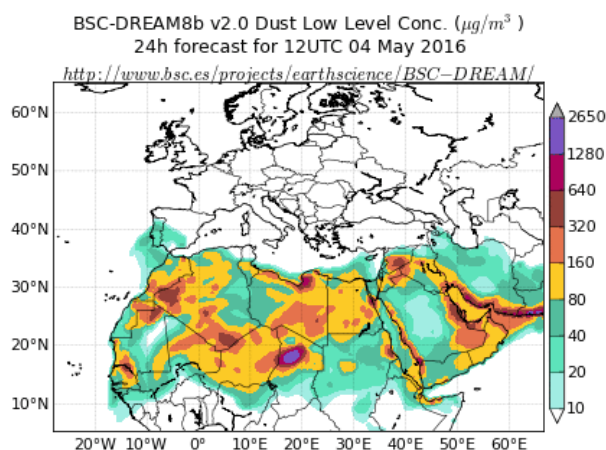 BSC-DREAM8b v2.0 Dust Low Level Conc. (μg/m³ )
24h forecast for 12UTC 04 May 2016
http://www.bsc.es/projects/earthscience/BSC−DREAM/
60°N
50°N
40°N
30°N
20°N
10°N
20°W
10°W
0°
10°E
20°E
30°E
40°E
50°E
60°E
2650
1280
640
320
160
80
40
20
10